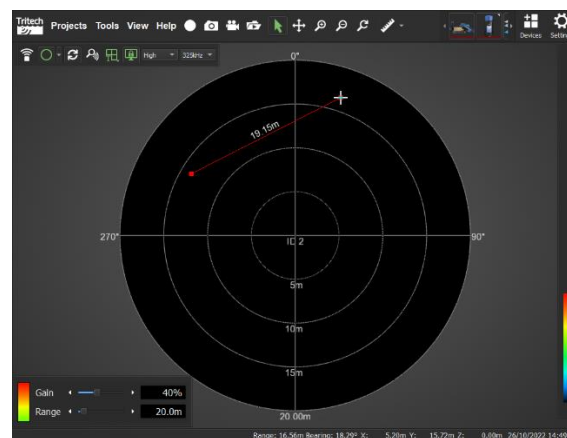 Tritech Projects Tools View Help
Devices Settin
High 325kHz
0°
19.15m
270° 90°
ID 2
5m
10m
15m
20.00m
Gain 40%
Range 20.0m
Range: 16.56m Bearing: 18.29° X: 5.20m Y: 15.72m Z: 0.00m 26/10/2022 14:49